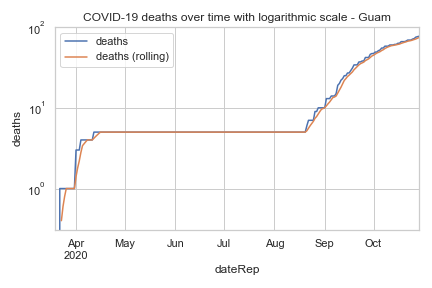 COVID-19 deaths over time with logarithmic scale - Guam
deaths
deaths (rolling)
10²
10¹
10⁰
deaths
Apr May Jun Jul Aug Sep Oct
2020
dateRep